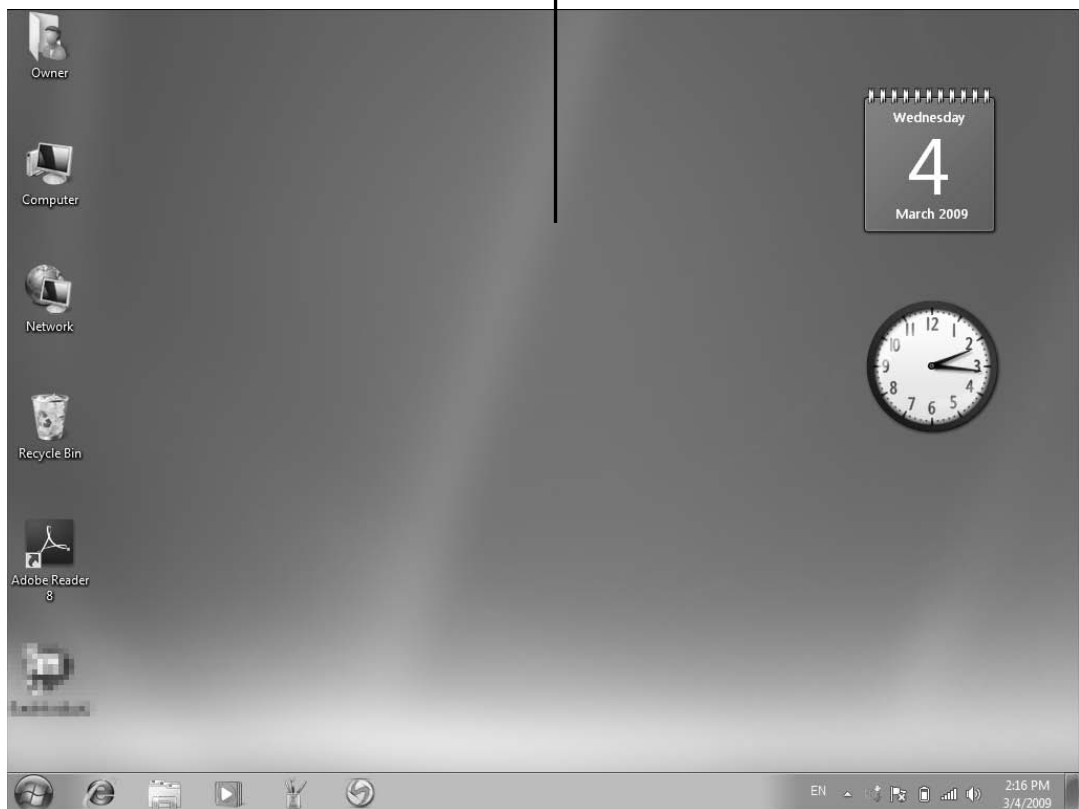 Owner
Computer
Network
Recycle Bin
Adobe Reader
8
Wednesday
4
March 2009
11 12 1
10 2
9 3
8 4
7 6 5
EN
2:16 PM
3/4/2009